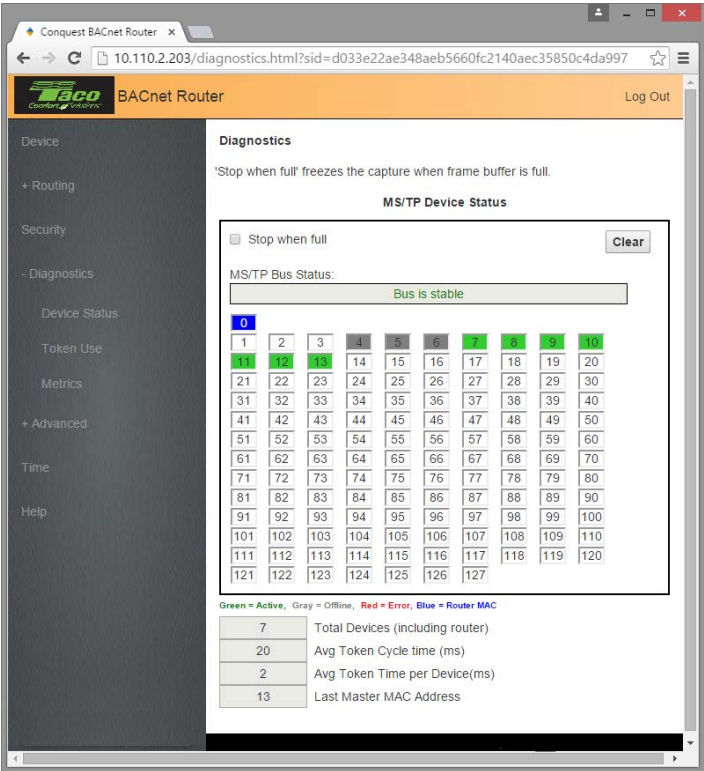 Conquest BACnet Router
10.110.2.203/diagnostics.html?sid=d033e22ae348aeb5660fc2140aec35850c4da997
Taco
Comfort Solutions
BACnet Router
Log Out
Device
+ Routing
Security
- Diagnostics
Device Status
Token Use
Metrics
+ Advanced
Time
Help
Diagnostics
'Stop when full' freezes the capture when frame buffer is full.
MS/TP Device Status
Stop when full
Clear
MS/TP Bus Status:
Bus is stable
0
1 2 3 4 5 6 7 8 9 10
11 12 13 14 15 16 17 18 19 20
21 22 23 24 25 26 27 28 29 30
31 32 33 34 35 36 37 38 39 40
41 42 43 44 45 46 47 48 49 50
51 52 53 54 55 56 57 58 59 60
61 62 63 64 65 66 67 68 69 70
71 72 73 74 75 76 77 78 79 80
81 82 83 84 85 86 87 88 89 90
91 92 93 94 95 96 97 98 99 100
101 102 103 104 105 106 107 108 109 110
111 112 113 114 115 116 117 118 119 120
121 122 123 124 125 126 127
Green = Active, Gray = Offline, Red = Error, Blue = Router MAC
7 Total Devices (including router)
20 Avg Token Cycle time (ms)
2 Avg Token Time per Device(ms)
13 Last Master MAC Address